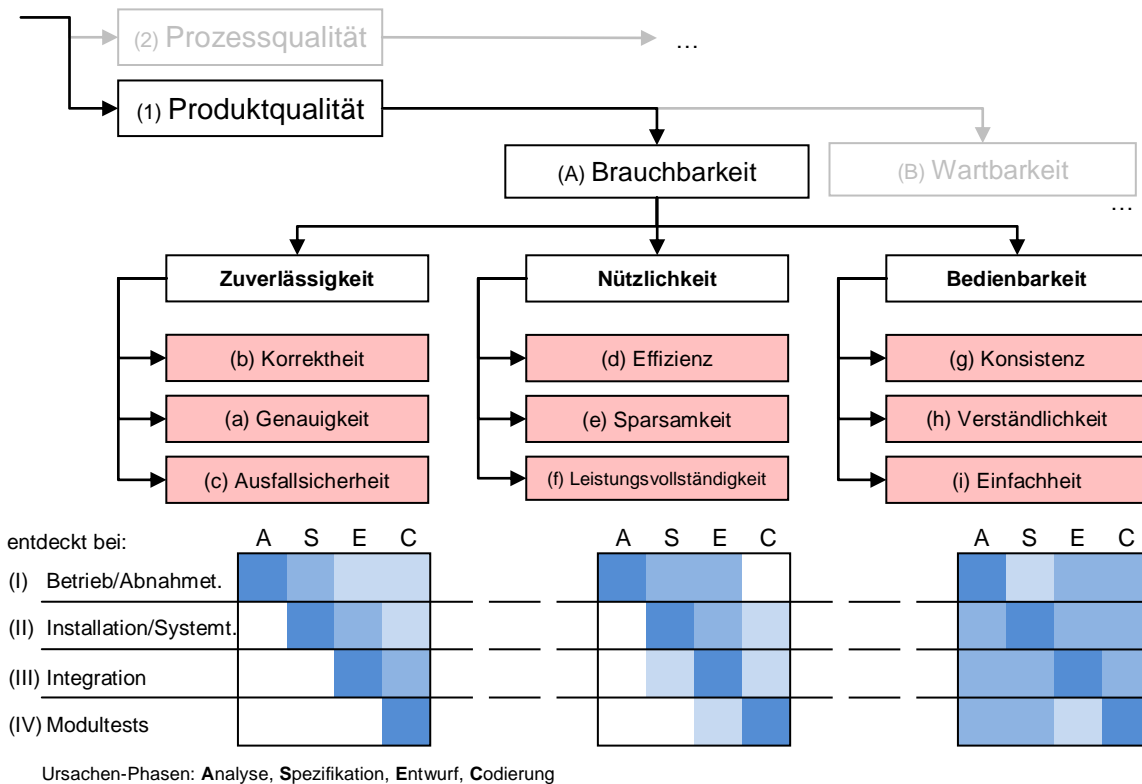 (2) Prozessqualität
...
(1) Produktqualität
(A) Brauchbarkeit
(B) Wartbarkeit
...
Zuverlässigkeit
Nützlichkeit
Bedienbarkeit
(b) Korrektheit
(d) Effizienz
(g) Konsistenz
(a) Genauigkeit
(e) Sparsamkeit
(h) Verständlichkeit
(c) Ausfallsicherheit
(f) Leistungsvollständigkeit
(i) Einfachheit
entdeckt bei:
A S E C
A S E C
A S E C
(I) Betrieb/Abnahmet.
(II) Installation/Systemt.
(III) Integration
(IV) Modultests
Ursachen-Phasen: Analyse, Spezifikation, Entwurf, Codierung